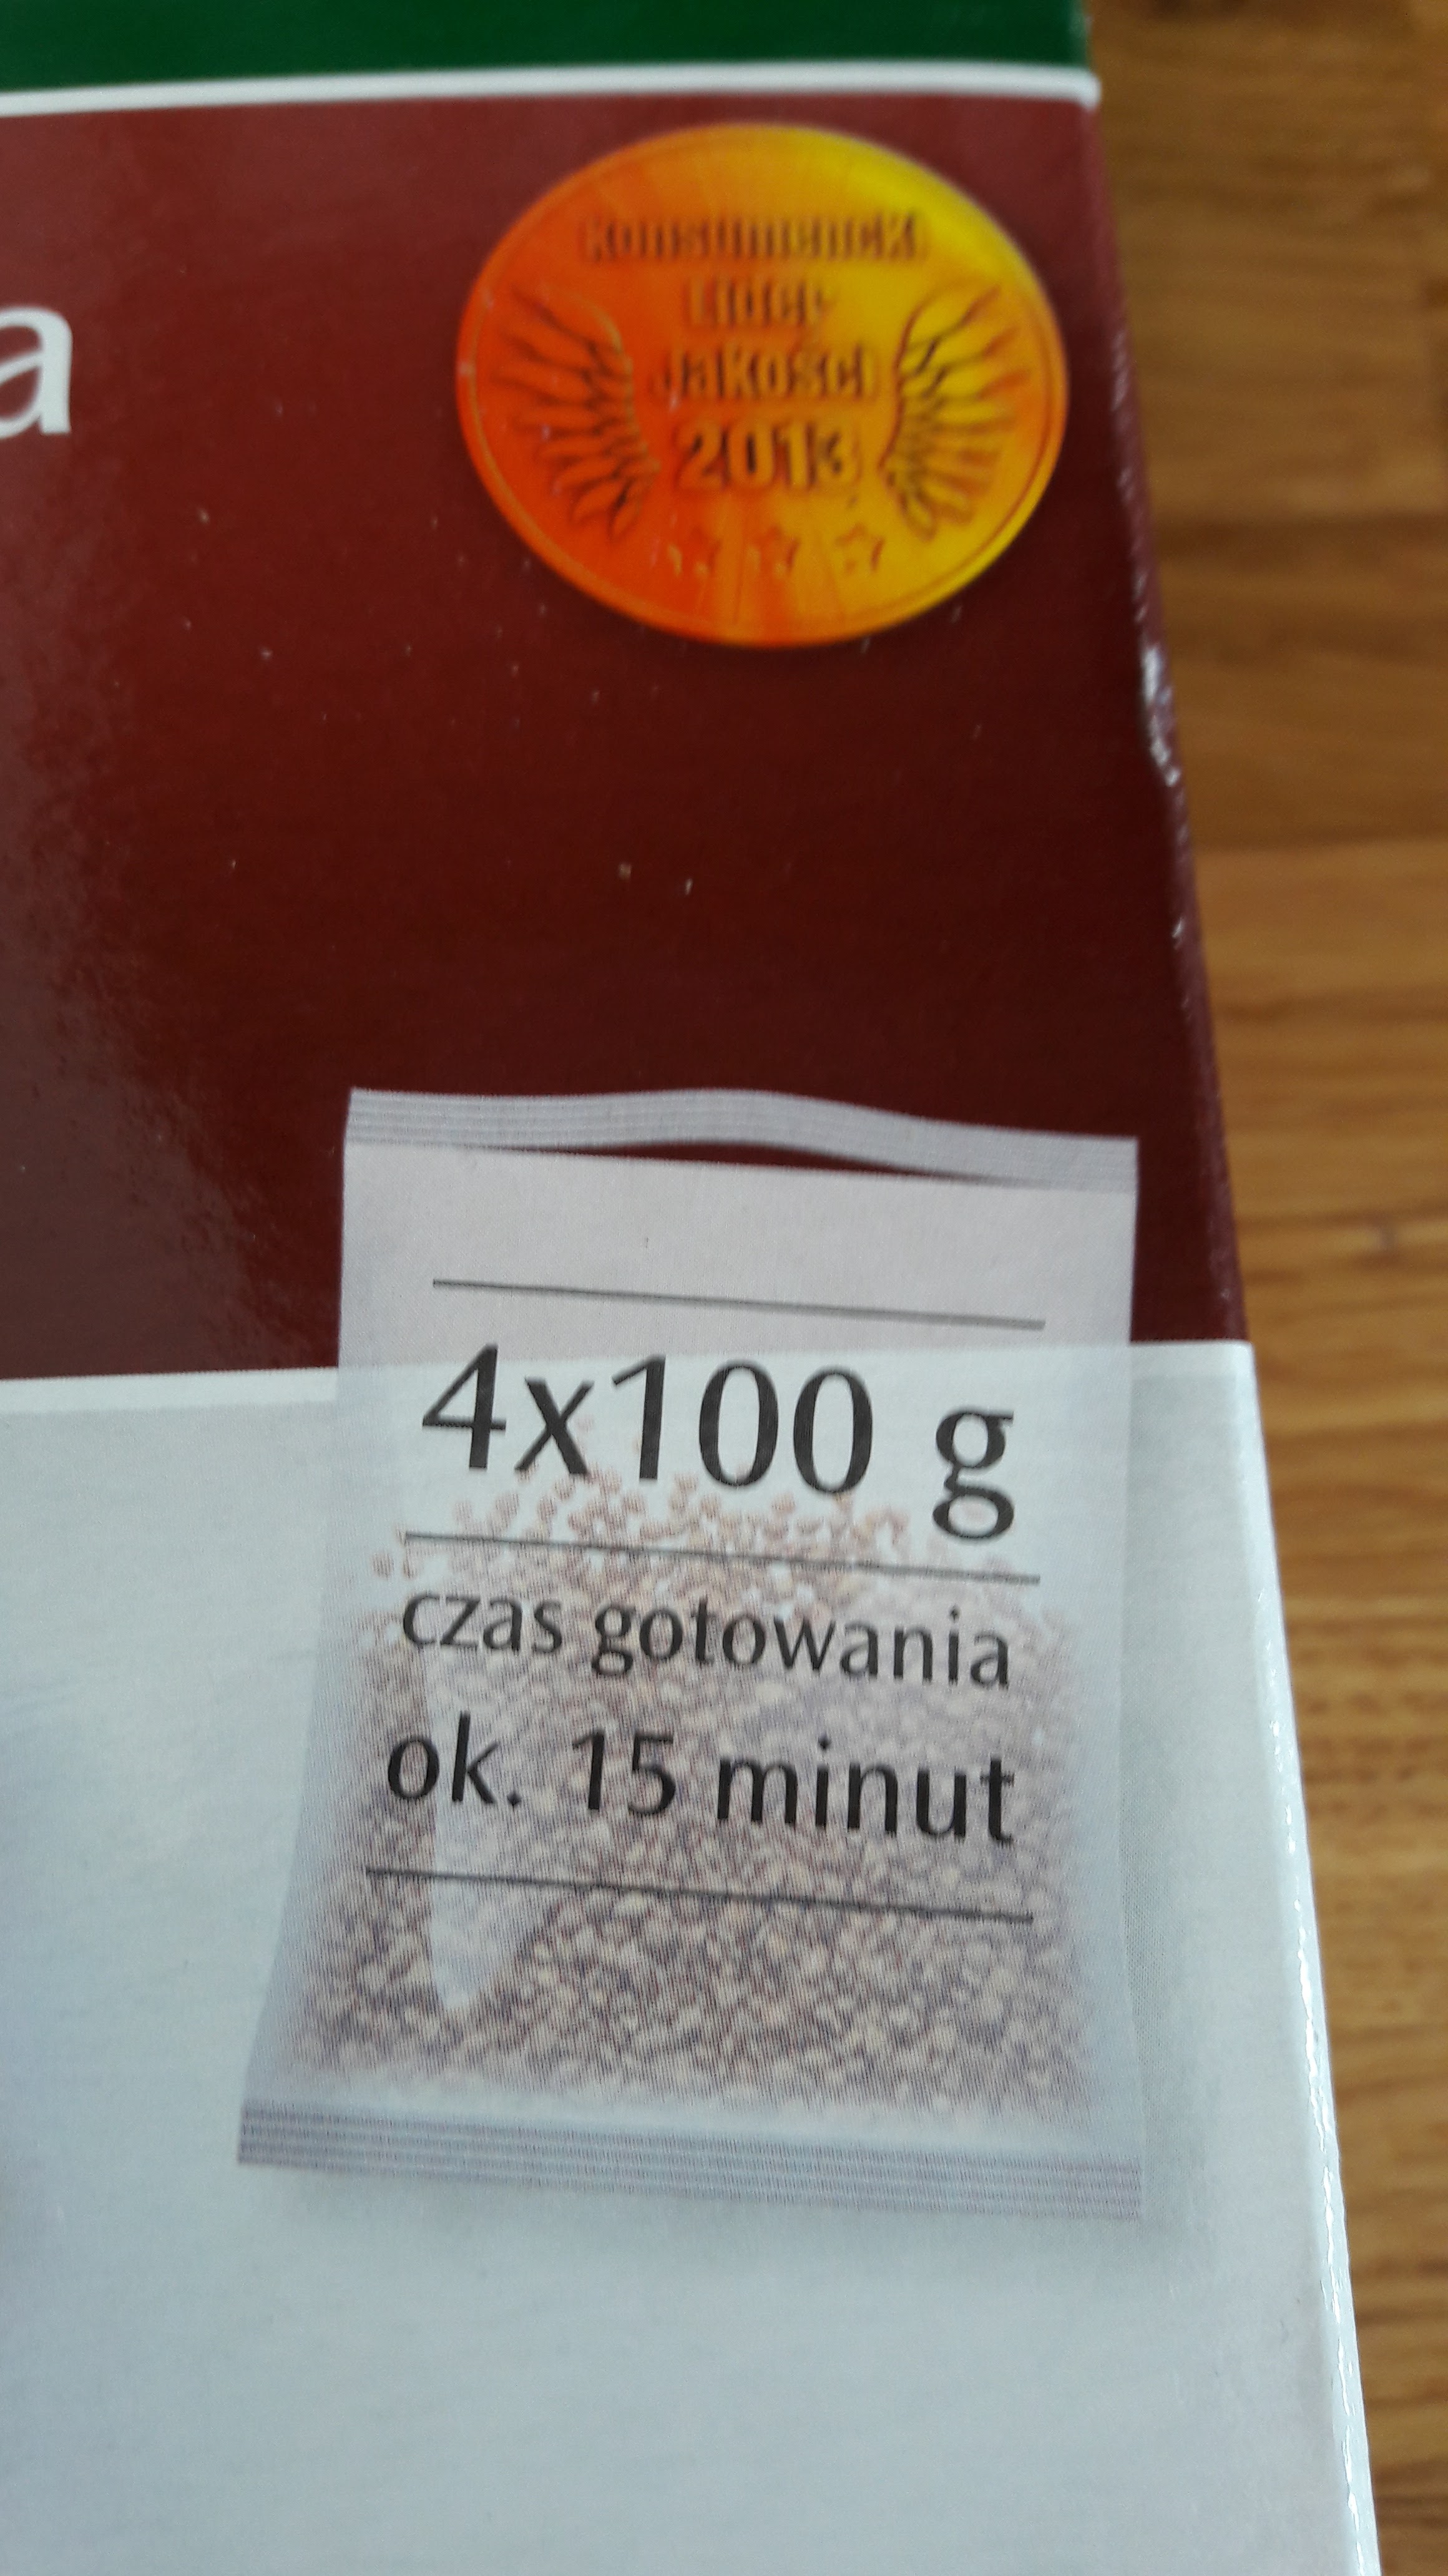 Konsumencki
Lider
Jakości
2013
a
4x100 g
czas gotowania
ok. 15 minut